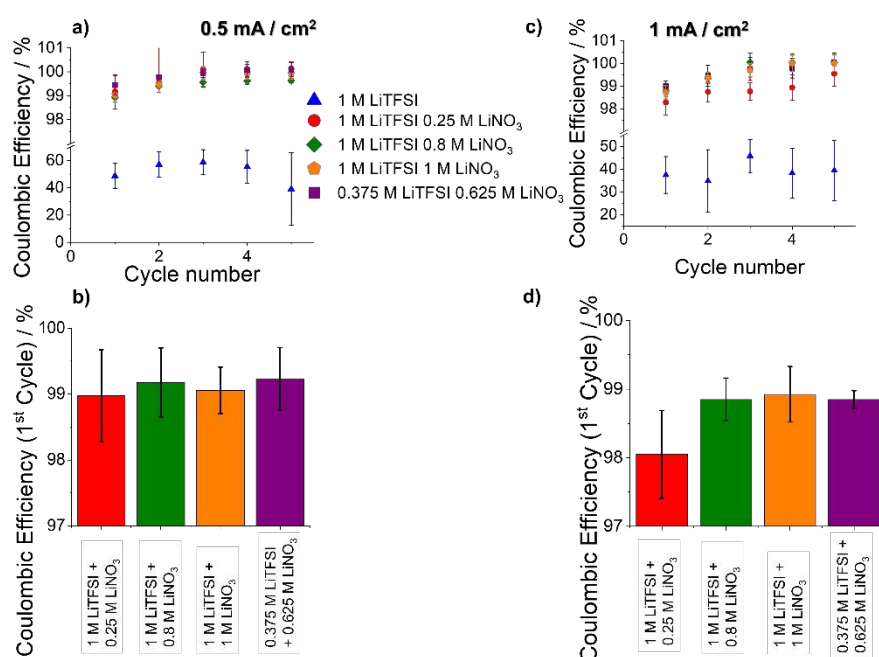 a)
0.5 mA / cm²
Coulombic Efficiency / %
101
100
99
98
60
40
20
0
0
2
4
Cycle number
1 M LiTFSI
1 M LiTFSI 0.25 M LiNO₃
1 M LiTFSI 0.8 M LiNO₃
1 M LiTFSI 1 M LiNO₃
0.375 M LiTFSI 0.625 M LiNO₃
c)
1 mA / cm²
Coulombic Efficiency / %
101
100
99
98
60
50
40
30
20
0
2
4
Cycle number
b)
Coulombic Efficiency (1ˢᵗ Cycle) / %
100
99
98
97
1 M LiTFSI +
0.25 M LiNO₃
1 M LiTFSI +
0.8 M LiNO₃
1 M LiTFSI +
1 M LiNO₃
0.375 M LiTFSI
+ 0.625 M LiNO₃
d)
Coulombic Efficiency (1ˢᵗ Cycle) / %
100
99
98
97
1 M LiTFSI +
0.25 M LiNO₃
1 M LiTFSI +
0.8 M LiNO₃
1 M LiTFSI +
1 M LiNO₃
0.375 M LiTFSI +
0.625 M LiNO₃